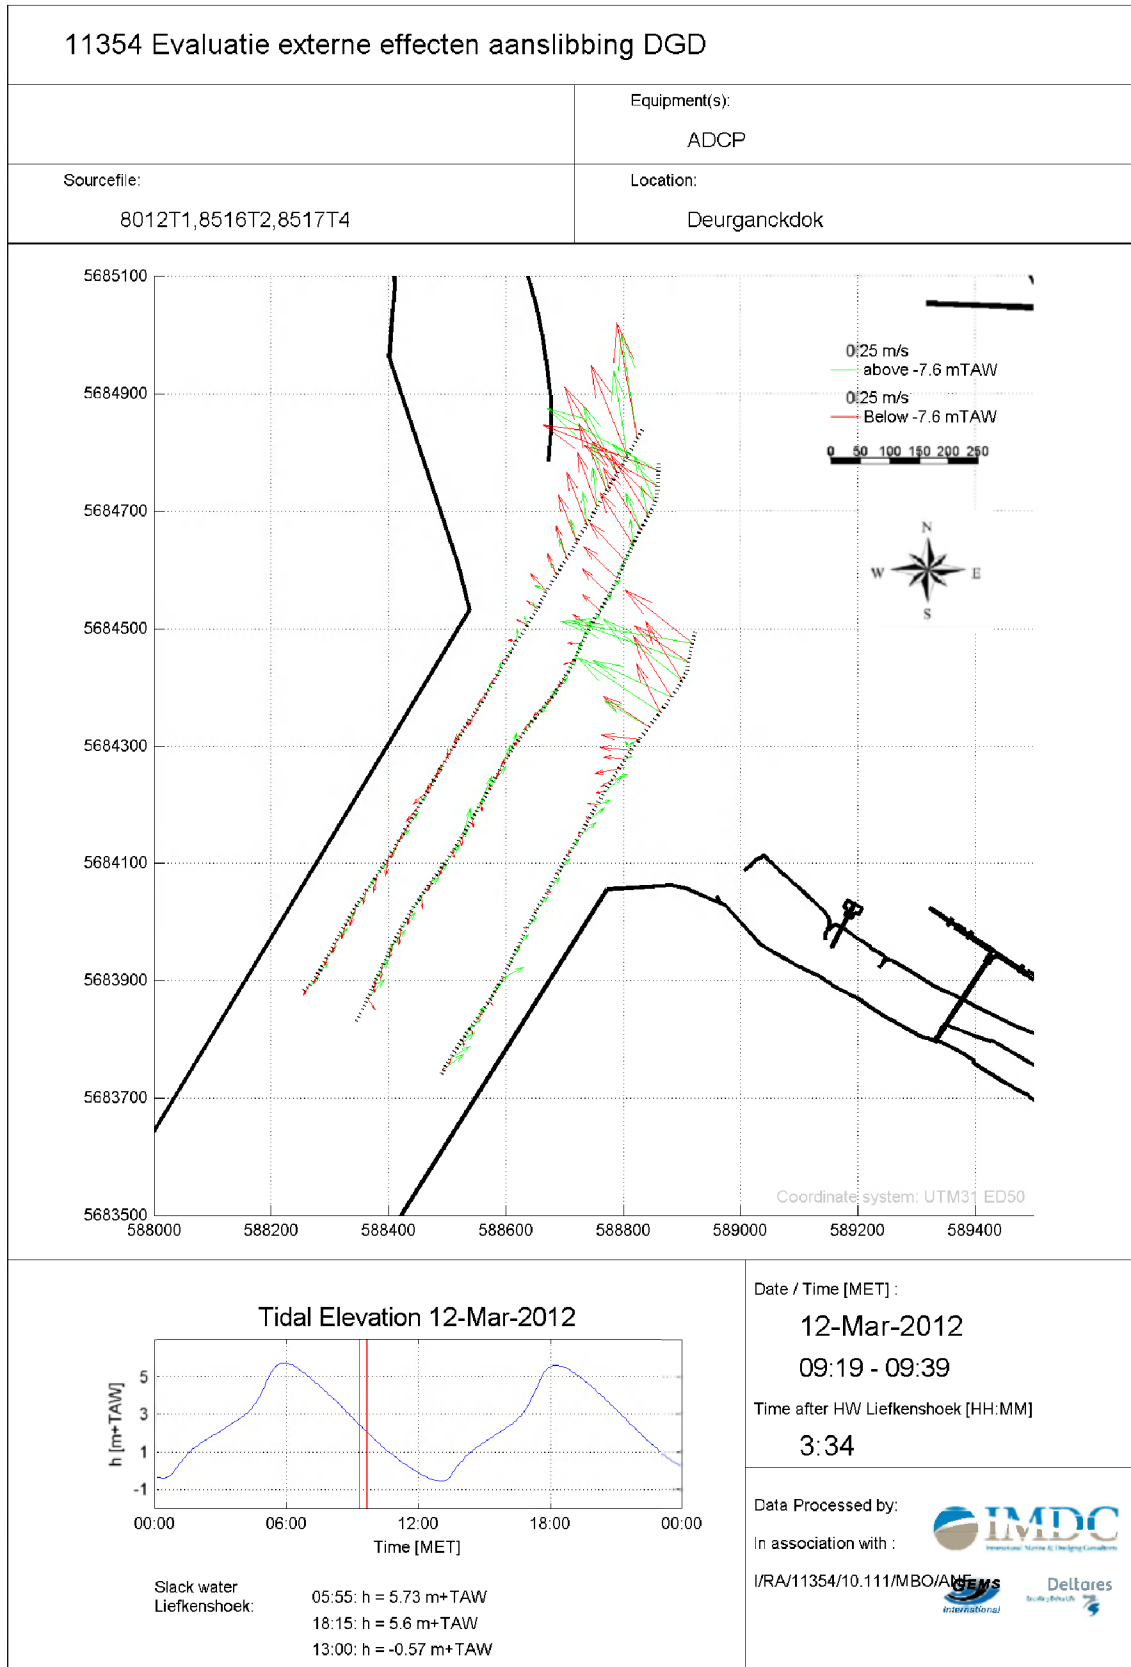 11354 Evaluatie externe effecten aanslibbing DGD
Equipment(s):
ADCP
Sourcefile:
8012T1,8516T2,8517T4
Location:
Deurganckdok
5685100
5684900
5684700
5684500
5684300
5684100
5683900
5683700
5683500
588000 588200 588400 588600 588800 589000 589200 589400
0.25 m/s
above -7.6 mTAW
0.25 m/s
Below -7.6 mTAW
0 50 100 150 200 250
N
W E
S
Coordinate system: UTM31 ED50
Tidal Elevation 12-Mar-2012
h [m+TAW]
5
3
1
-1
00:00 06:00 12:00 18:00 00:00
Time [MET]
Slack water
Liefkenshoek:
05:55: h = 5.73 m+TAW
18:15: h = 5.6 m+TAW
13:00: h = -0.57 m+TAW
Date / Time [MET] :
12-Mar-2012
09:19 - 09:39
Time after HW Liefkenshoek [HH:MM]
3:34
Data Processed by:
IMDC
International Marine & Dredging Consultants
In association with :
I/RA/11354/10.111/MBO/ANF
GEMS
International
Deltares